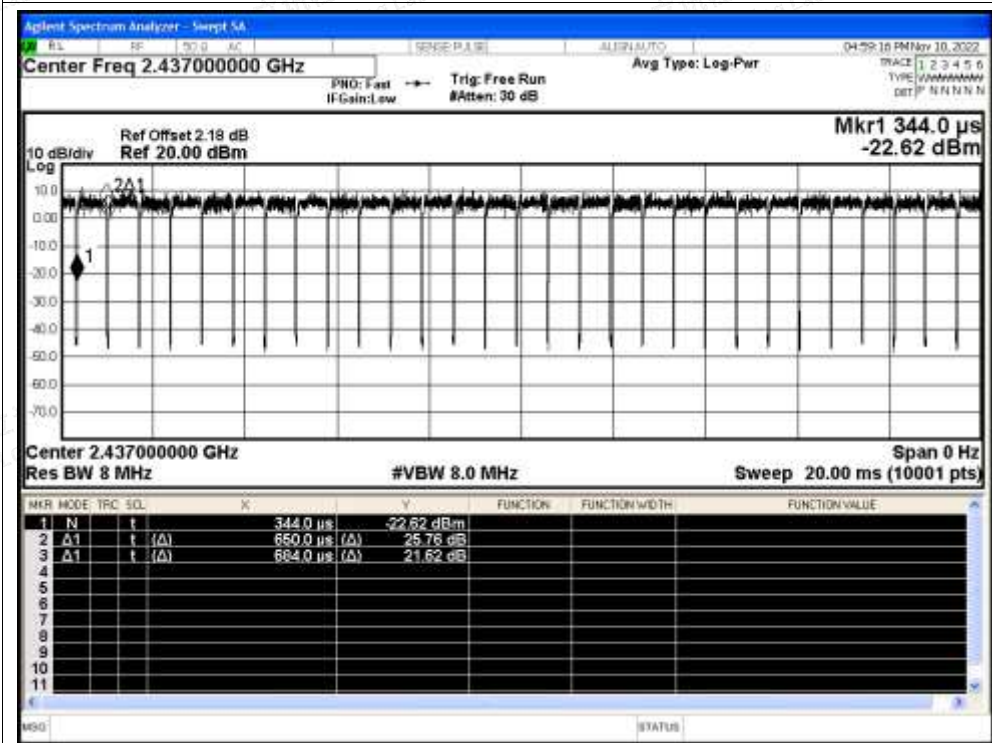 Agilent Spectrum Analyzer - Swept SA
RL RF 50 Ω AC SENSE:PULSE ALIGNAUTO 04:59:16 PMNov 10, 2022
Center Freq 2.437000000 GHz
PNO: Fast
IFGain:Low
Trig: Free Run
#Atten: 30 dB
Avg Type: Log-Pwr
TRACE 1 2 3 4 5 6
TYPE
DET P N N N N N
Ref Offset 2.18 dB
10 dB/div Ref 20.00 dBm
Log
Mkr1 344.0 µs
-22.62 dBm
10.0
0.00
-10.0
-20.0
-30.0
-40.0
-50.0
-60.0
-70.0
2Δ1
1
Center 2.437000000 GHz Span 0 Hz
Res BW 8 MHz #VBW 8.0 MHz Sweep 20.00 ms (10001 pts)
MKR MODE TRC SCL X Y FUNCTION FUNCTION WIDTH FUNCTION VALUE
1 N t 344.0 µs -22.62 dBm
2 Δ1 t (Δ) 650.0 µs (Δ) 25.76 dB
3 Δ1 t (Δ) 684.0 µs (Δ) 21.62 dB
4
5
6
7
8
9
10
11
MSG STATUS